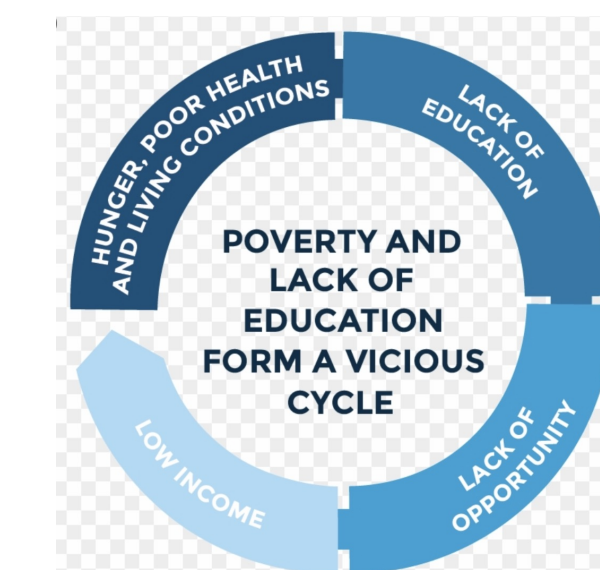 HUNGER, POOR HEALTH
AND LIVING CONDITIONS
LACK OF
EDUCATION
POVERTY AND
LACK OF
EDUCATION
FORM A VICIOUS
CYCLE
LACK OF
OPPORTUNITY
LOW INCOME